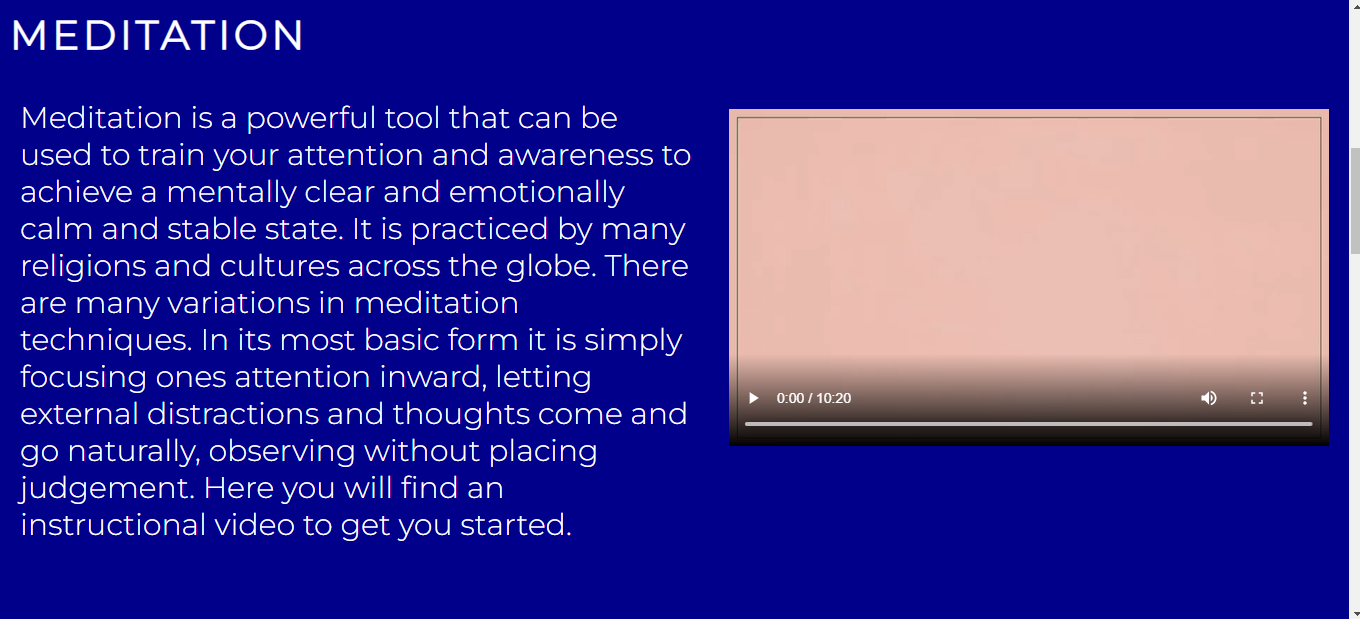 MEDITATION
Meditation is a powerful tool that can be
used to train your attention and awareness to
achieve a mentally clear and emotionally
calm and stable state. It is practiced by many
religions and cultures across the globe. There
are many variations in meditation
techniques. In its most basic form it is simply
focusing ones attention inward, letting
external distractions and thoughts come and
go naturally, observing without placing
judgement. Here you will find an
instructional video to get you started.
0:00 / 10:20